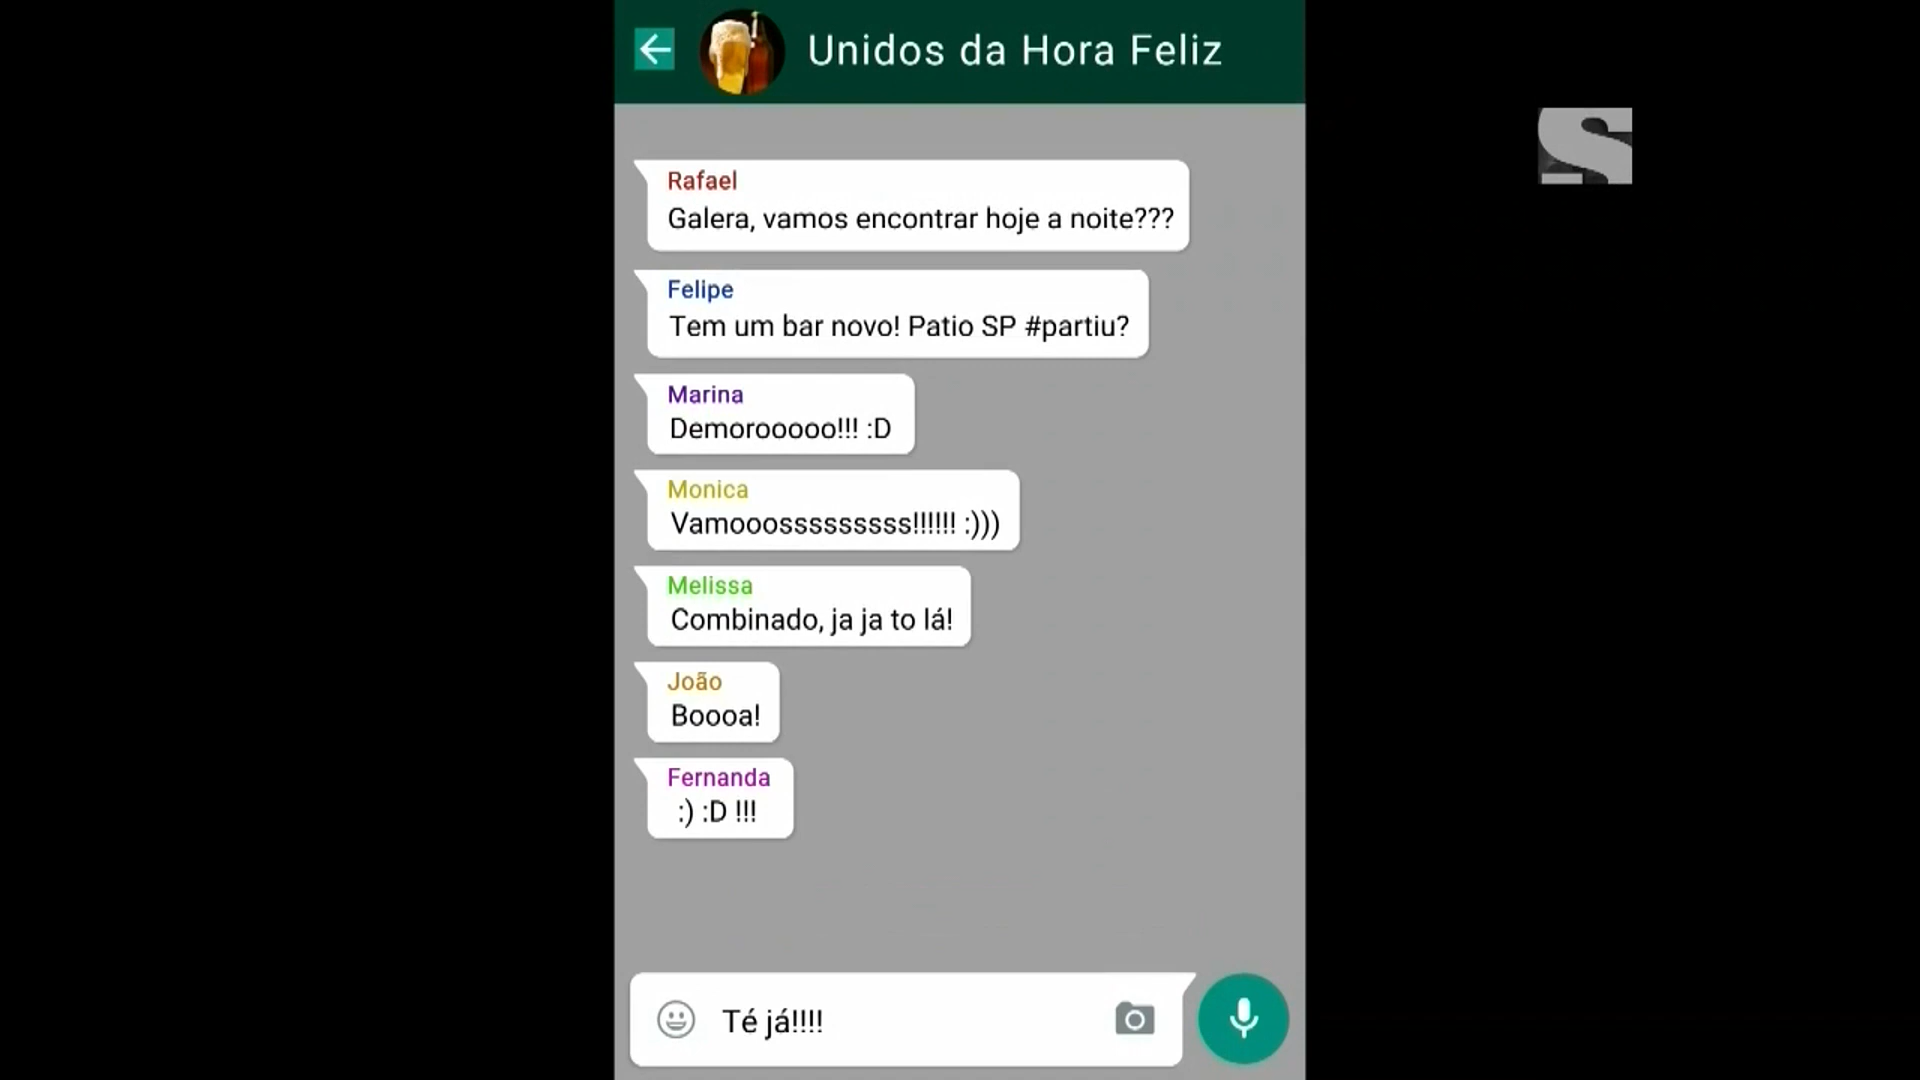 Unidos da Hora Feliz
S
Rafael
Galera, vamos encontrar hoje a noite???
Felipe
Tem um bar novo! Patio SP #partiu?
Marina
Demorooooo!!! :D
Monica
Vamooosssssssss!!!!!! :)))
Melissa
Combinado, ja ja to lá!
João
Boooa!
Fernanda
:) :D !!!
Té já!!!!